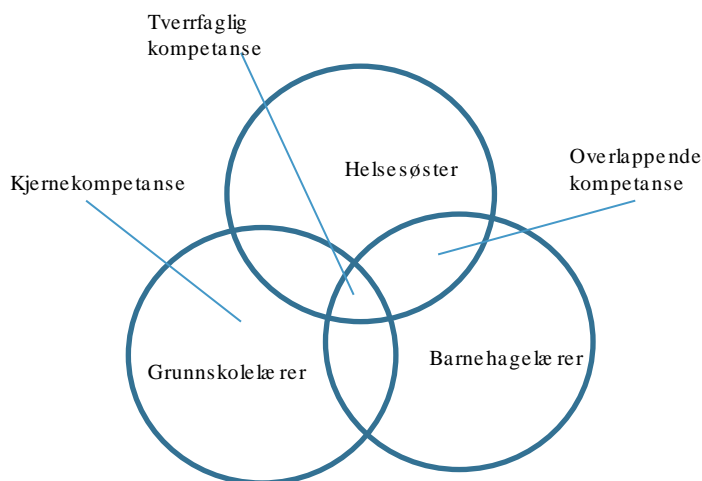 Tverrfaglig
kompetanse
Helsesøster
Overlappende
kompetanse
Kjernekompetanse
Grunnskolelærer
Barnehagelærer